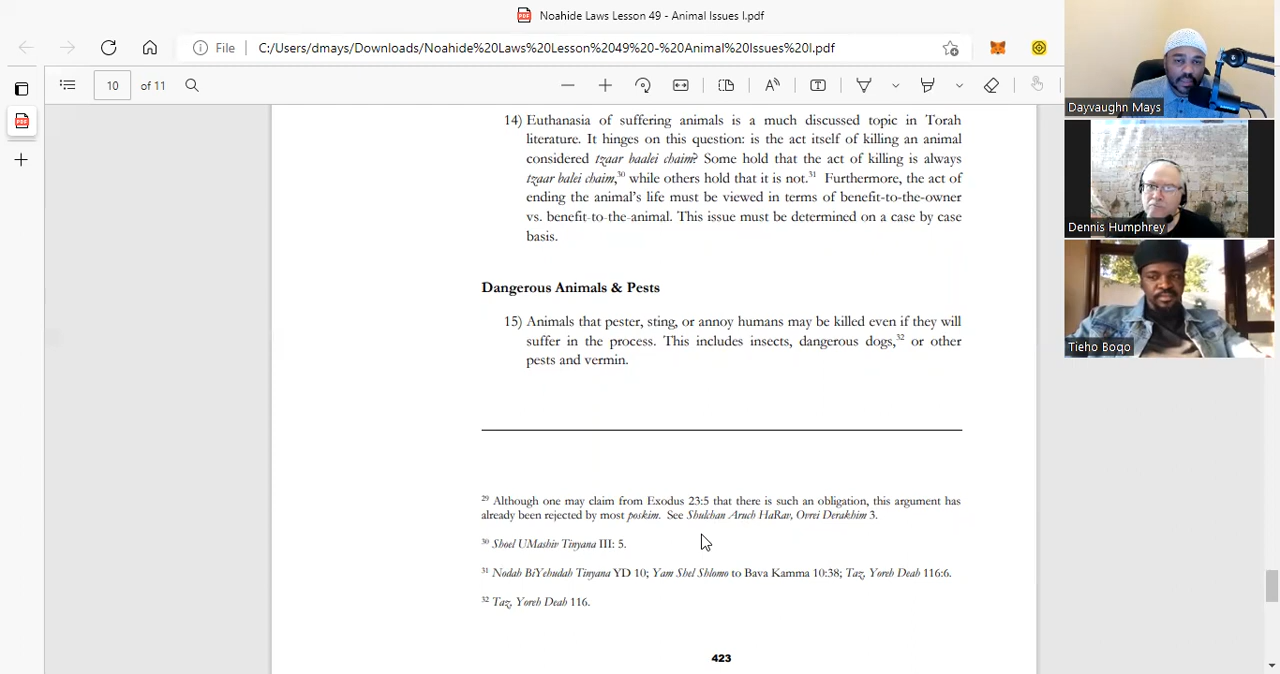 Noahide Laws Lesson 49 - Animal Issues I.pdf
File C:/Users/dmays/Downloads/Noahide%20Laws%20Lesson%2049%20-%20Animal%20Issues%20I.pdf
10 of 11
14) Euthanasia of suffering animals is a much discussed topic in Torah
literature. It hinges on this question: is the act itself of killing an animal
considered tzaar baalei chaim? Some hold that the act of killing is always
tzaar balei chaim,30 while others hold that it is not.31 Furthermore, the act of
ending the animal's life must be viewed in terms of benefit-to-the-owner
vs. benefit-to-the-animal. This issue must be determined on a case by case
basis.
Dangerous Animals & Pests
15) Animals that pester, sting, or annoy humans may be killed even if they will
suffer in the process. This includes insects, dangerous dogs,32 or other
pests and vermin.
29 Although one may claim from Exodus 23:5 that there is such an obligation, this argument has
already been rejected by most poskim. See Shulchan Aruch HaRav, Ovrei Derakhim 3.
30 Shoel UMashiv Tinyana III: 5.
31 Nodah BiYehudah Tinyana YD 10; Yam Shel Shlomo to Bava Kamma 10:38; Taz, Yoreh Deah 116:6.
32 Taz, Yoreh Deah 116.
423
Dayvaughn Mays
Dennis Humphrey
Tieho Bogo